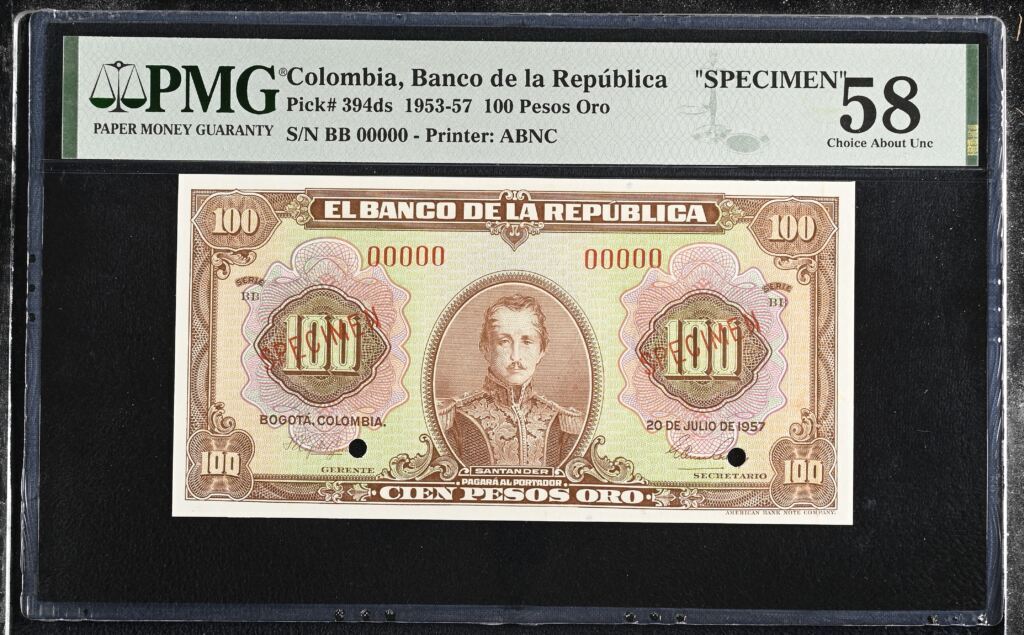 PMG®
PAPER MONEY GUARANTY
Colombia, Banco de la República "SPECIMEN"
Pick# 394ds 1953-57 100 Pesos Oro
S/N BB 00000 - Printer: ABNC
58
Choice About Unc
EL BANCO DE LA REPÚBLICA
100
100
00000
00000
SERIE
BB
SERIE
BB
100
SPECIMEN
100
SPECIMEN
BOGOTÁ, COLOMBIA.
20 DE JULIO DE 1957
GERENTE
SECRETARIO
SANTANDER
100
100
PAGARÁ AL PORTADOR
CIEN PESOS ORO
AMERICAN BANK NOTE COMPANY.